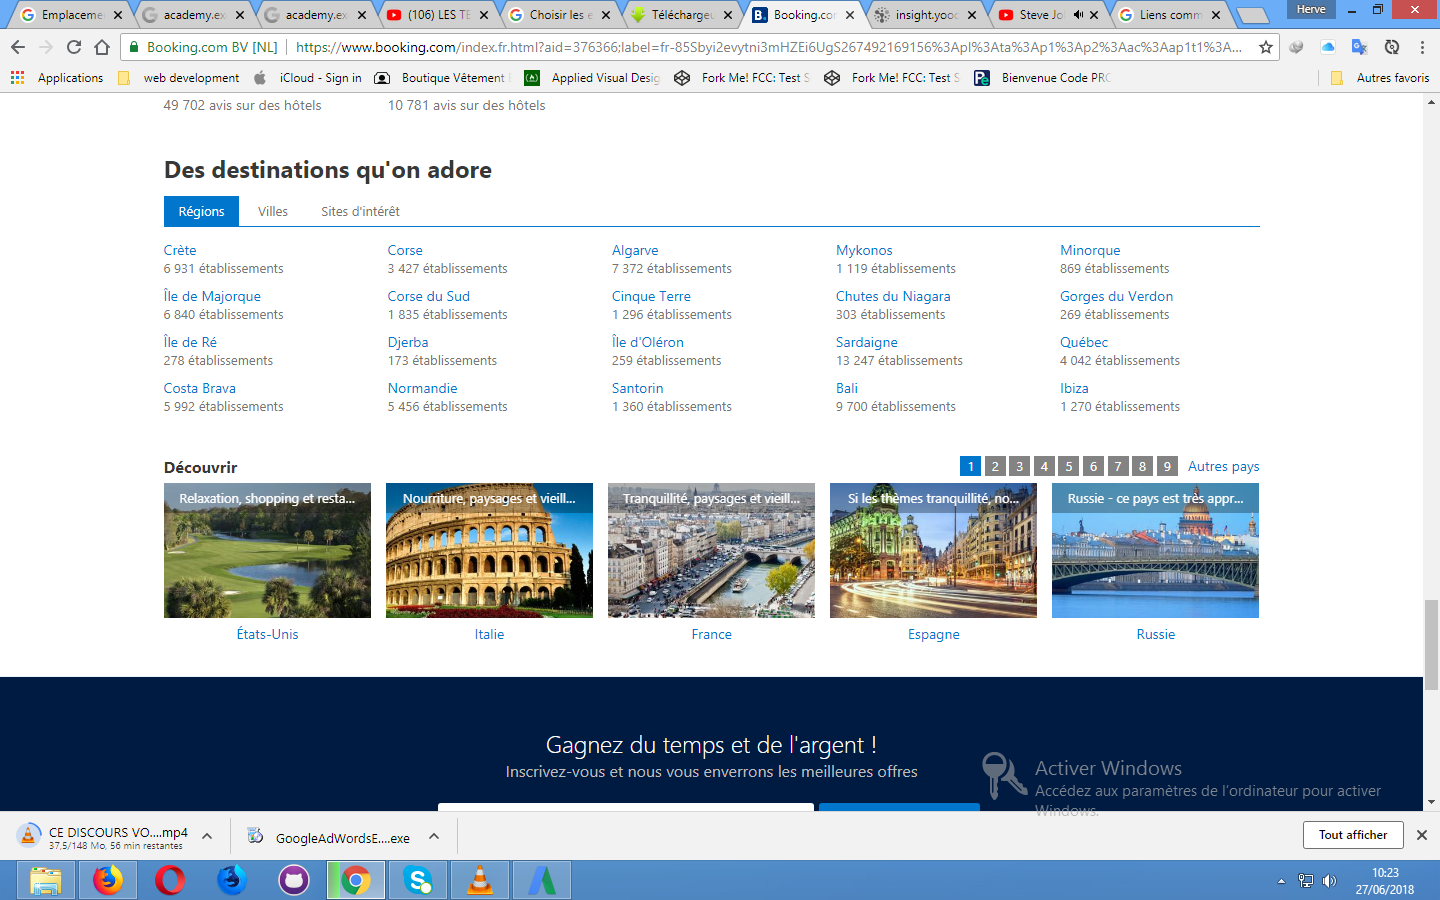 Emplaceme
academy.ex
academy.ex
(106) LES TE
Choisir les e
Télécharger
Booking.co
insight.yooc
Steve Jo
Liens comm
Herve
Booking.com BV [NL]
https://www.booking.com/index.fr.html?aid=376366;label=fr-85Sbyi2evytni3mHZEi6UgS267492169156%3Apl%3Ata%3Ap1%3Ap2%3Aac%3Aap1t1%3A...
Applications
web development
iCloud - Sign in
Boutique Vêtement E
Applied Visual Desig
Fork Me! FCC: Test S
Fork Me! FCC: Test S
Bienvenue Code PRO
Autres favoris
49 702 avis sur des hôtels
10 781 avis sur des hôtels
Des destinations qu'on adore
Régions
Villes
Sites d'intérêt
Crète
6 931 établissements
Corse
3 427 établissements
Algarve
7 372 établissements
Mykonos
1 119 établissements
Minorque
869 établissements
Île de Majorque
6 840 établissements
Corse du Sud
1 835 établissements
Cinque Terre
1 296 établissements
Chutes du Niagara
303 établissements
Gorges du Verdon
269 établissements
Île de Ré
278 établissements
Djerba
173 établissements
Île d'Oléron
259 établissements
Sardaigne
13 247 établissements
Québec
4 042 établissements
Costa Brava
5 992 établissements
Normandie
5 456 établissements
Santorin
1 360 établissements
Bali
9 700 établissements
Ibiza
1 270 établissements
Découvrir
1 2 3 4 5 6 7 8 9 Autres pays
Relaxation, shopping et resta...
Nourriture, paysages et vieill...
Tranquillité, paysages et vieill...
Si les thèmes tranquillité, no...
Russie - ce pays est très appr...
États-Unis
Italie
France
Espagne
Russie
Gagnez du temps et de l'argent !
Inscrivez-vous et nous vous enverrons les meilleures offres
Activer Windows
Accédez aux paramètres de l'ordinateur pour activer
Windows.
CE DISCOURS VO....mp4
37,5/148 Mo, 56 min restantes
GoogleAdWordsE....exe
Tout afficher
10:23
27/06/2018